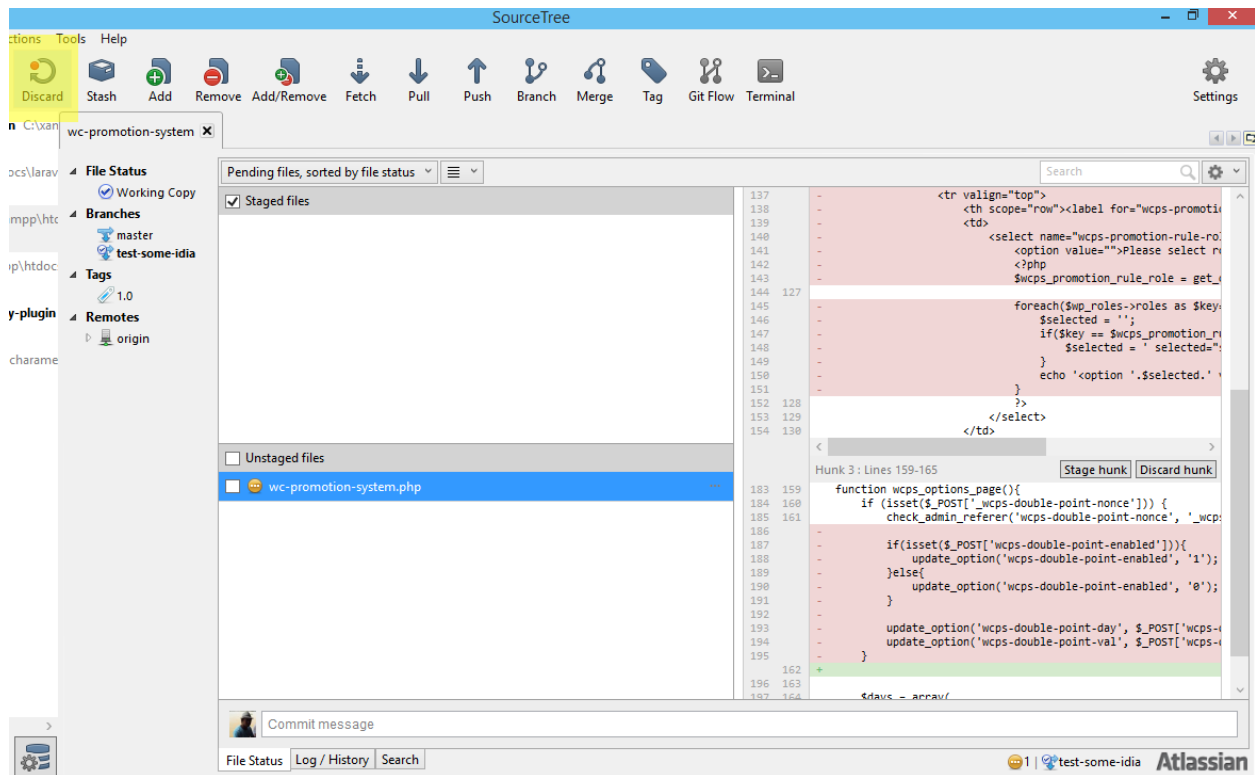 SourceTree
ctions Tools Help
Discard Stash Add Remove Add/Remove Fetch Pull Push Branch Merge Tag Git Flow Terminal Settings
n C:\xan
wc-promotion-system
ocs\larav
File Status
Working Copy
mpp\htc
Branches
master
test-some-idia
op\htdoc
Tags
1.0
y-plugin
Remotes
origin
charame
Pending files, sorted by file status
Search
Staged files
Unstaged files
wc-promotion-system.php
137 - <tr valign="top">
138 - <th scope="row"><label for="wcps-promoti
139 - <td>
140 - <select name="wcps-promotion-rule-ro
141 - <option value="">Please select r
142 - <?php
143 - $wcps_promotion_rule_role = get_
144 127
145 - foreach($wp_roles->roles as $key
146 - $selected = '';
147 - if($key == $wcps_promotion_r
148 - $selected = ' selected="
149 - }
150 - echo '<option '.$selected.'
151 - }
152 128 ?>
153 129 </select>
154 130 </td>
Hunk 3 : Lines 159-165
Stage hunk Discard hunk
183 159 function wcps_options_page(){
184 160 if (isset($_POST['_wcps-double-point-nonce'])) {
185 161 check_admin_referer('wcps-double-point-nonce', '_wcps
186 -
187 - if(isset($_POST['wcps-double-point-enabled'])){
188 - update_option('wcps-double-point-enabled', '1');
189 - }else{
190 - update_option('wcps-double-point-enabled', '0');
191 - }
192 -
193 - update_option('wcps-double-point-day', $_POST['wcps-
194 - update_option('wcps-double-point-val', $_POST['wcps-
195 - }
162 +
196 163
197 164 $days = array(
Commit message
File Status Log / History Search
1 | test-some-idia Atlassian